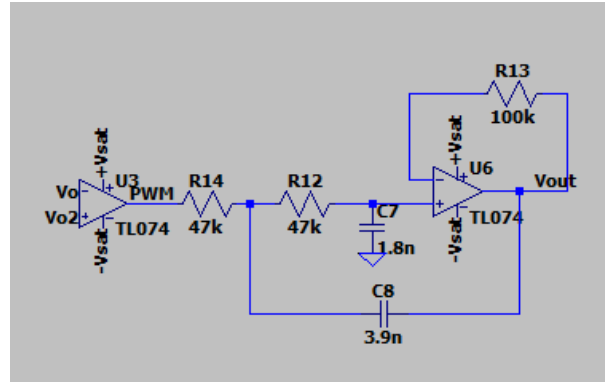 R13
100k
+Vsat
U6
Vout
TL074
-Vsat
+Vsat
U3
Vo
PWM
Vo2
TL074
-Vsat
R14
47k
R12
47k
C7
1.8n
C8
3.9n